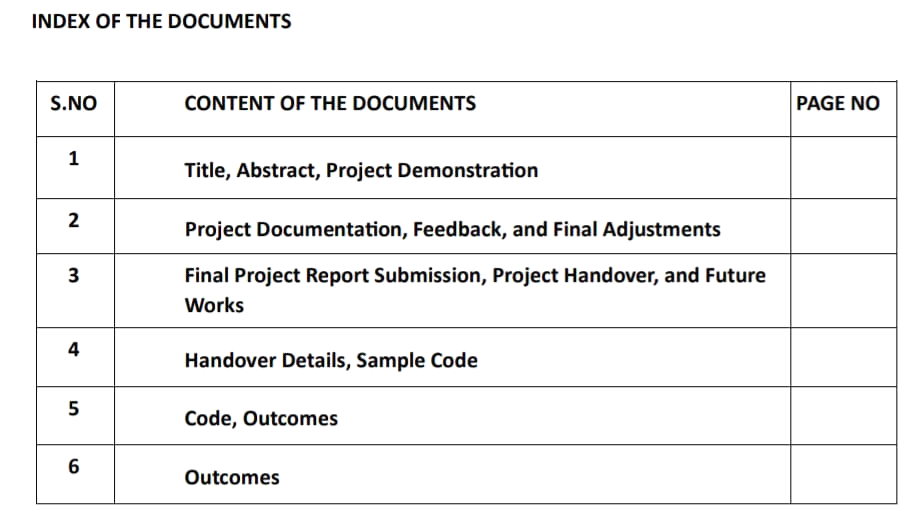 INDEX OF THE DOCUMENTS
S.NO CONTENT OF THE DOCUMENTS PAGE NO
1 Title, Abstract, Project Demonstration
2 Project Documentation, Feedback, and Final Adjustments
3 Final Project Report Submission, Project Handover, and Future
Works
4 Handover Details, Sample Code
5 Code, Outcomes
6 Outcomes